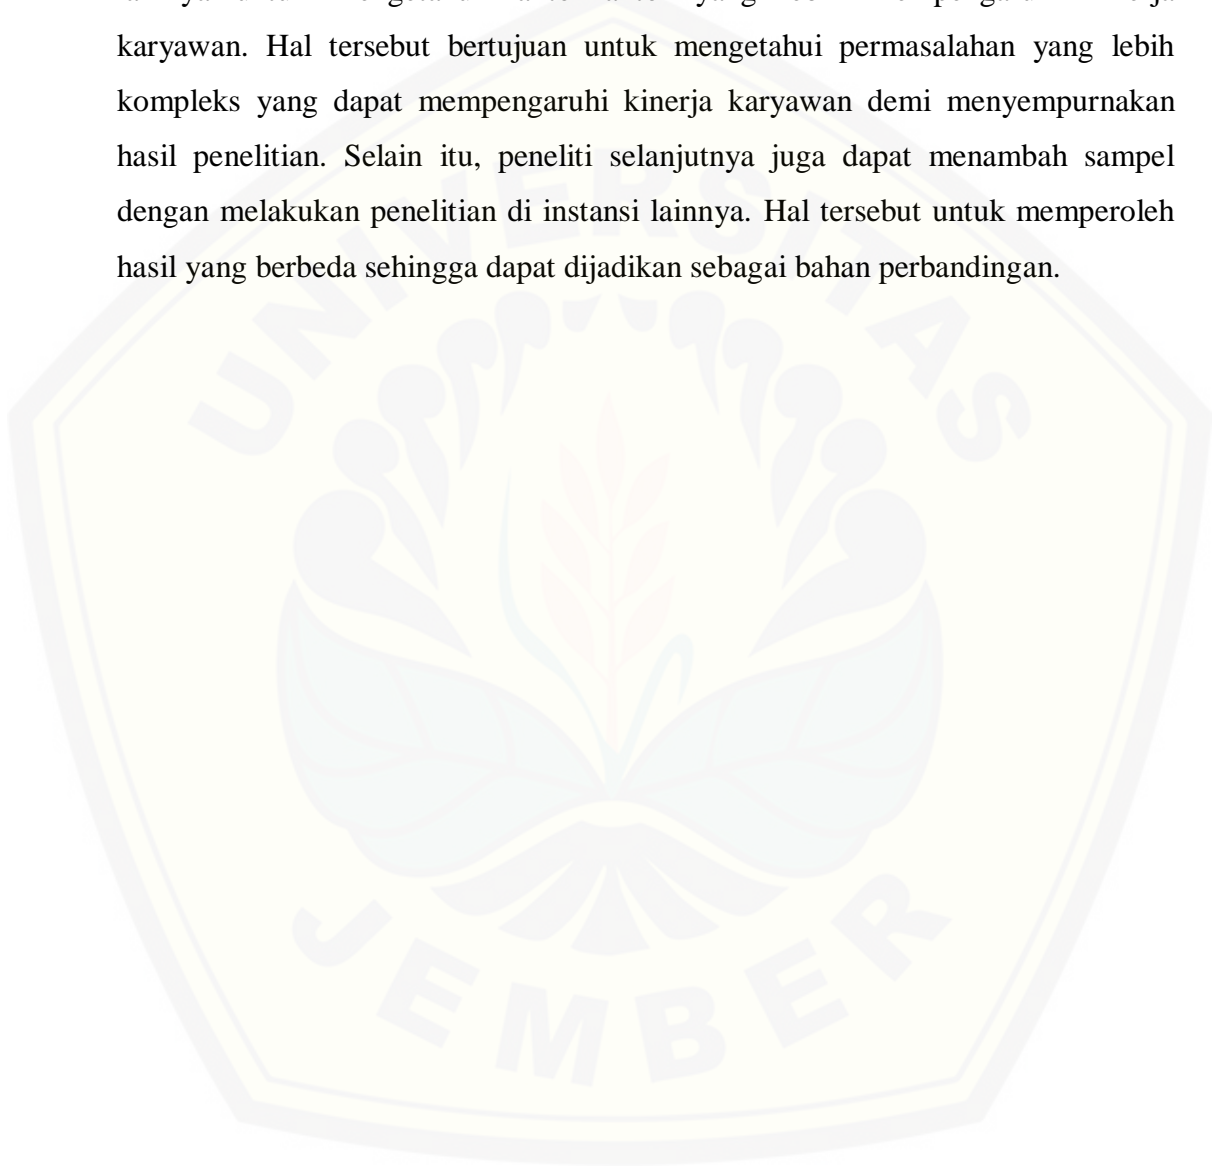 karyawan. Hal tersebut bertujuan untuk mengetahui permasalahan yang lebih
kompleks yang dapat mempengaruhi kinerja karyawan demi menyempurnakan
hasil penelitian. Selain itu, peneliti selanjutnya juga dapat menambah sampel
dengan melakukan penelitian di instansi lainnya. Hal tersebut untuk memperoleh
hasil yang berbeda sehingga dapat dijadikan sebagai bahan perbandingan.
UNIVERSITAS
JEMBER